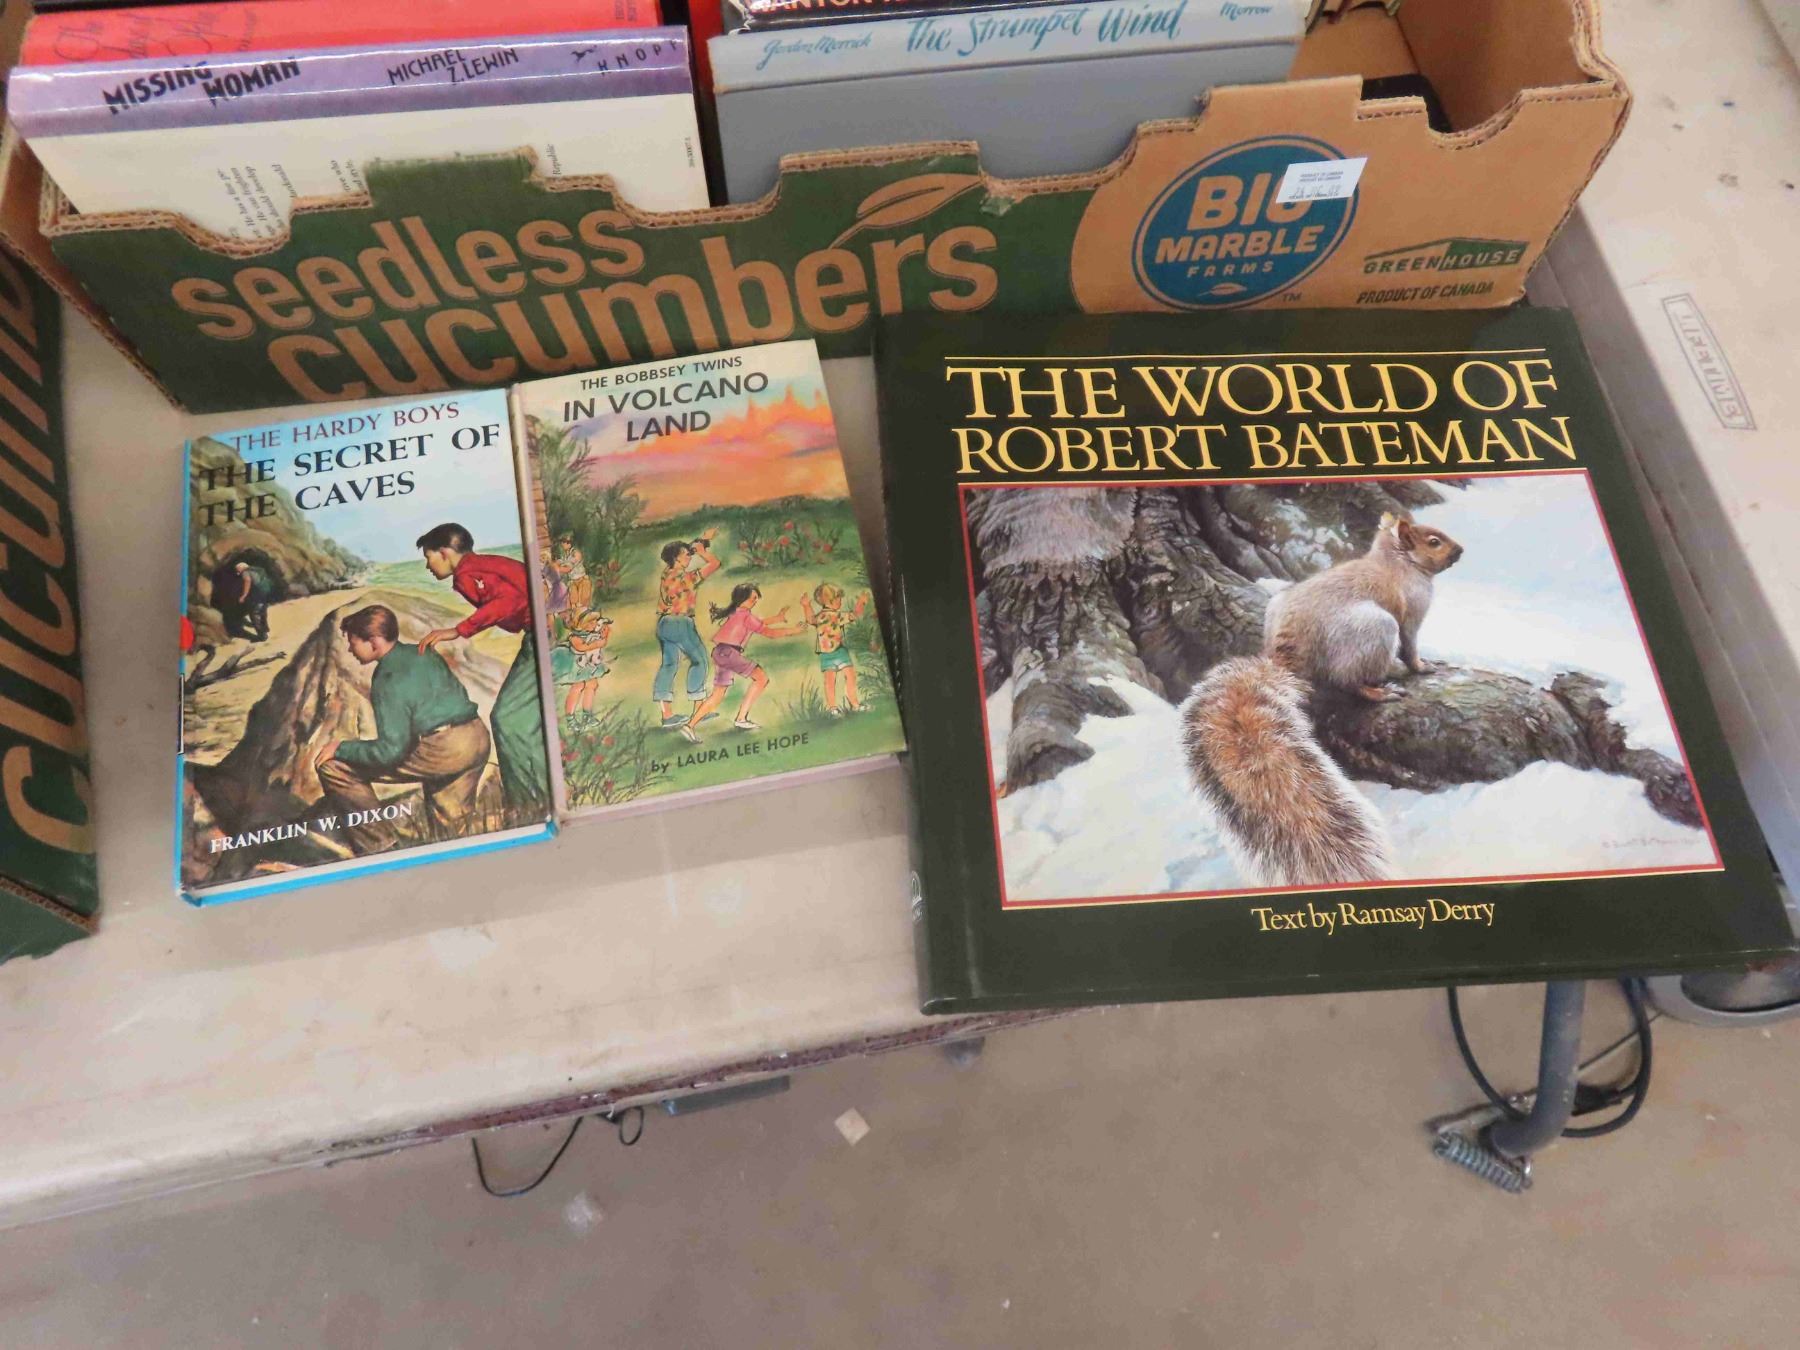 MISSING
WOMAN
MICHAEL
Z. LEWIN
KNOPF
Gordon Merrick
The Strumpet Wind
Morrow
seedless
cucumbers
BIG
MARBLE
FARMS
TM
GREENHOUSE
PRODUCT OF CANADA
LIFETIME
THE HARDY BOYS
THE SECRET OF
THE CAVES
FRANKLIN W. DIXON
THE BOBBSEY TWINS
IN VOLCANO
LAND
by LAURA LEE HOPE
THE WORLD OF
ROBERT BATEMAN
Text by Ramsay Derry